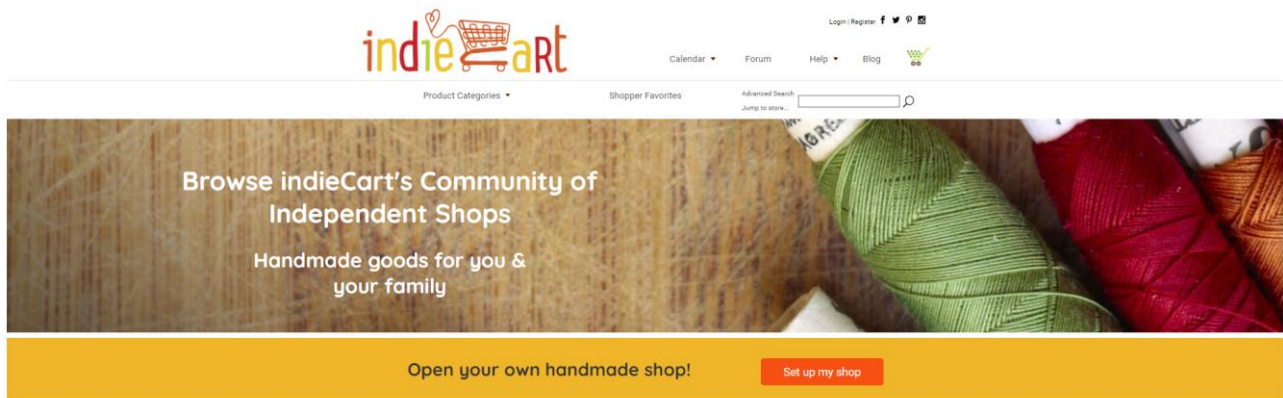 indiecaRt
Login | Register
Calendar
Forum
Help
Blog
Product Categories
Shopper Favorites
Advanced Search
Jump to store...
Browse indieCart's Community of
Independent Shops
Handmade goods for you &
your family
Open your own handmade shop!
Set up my shop